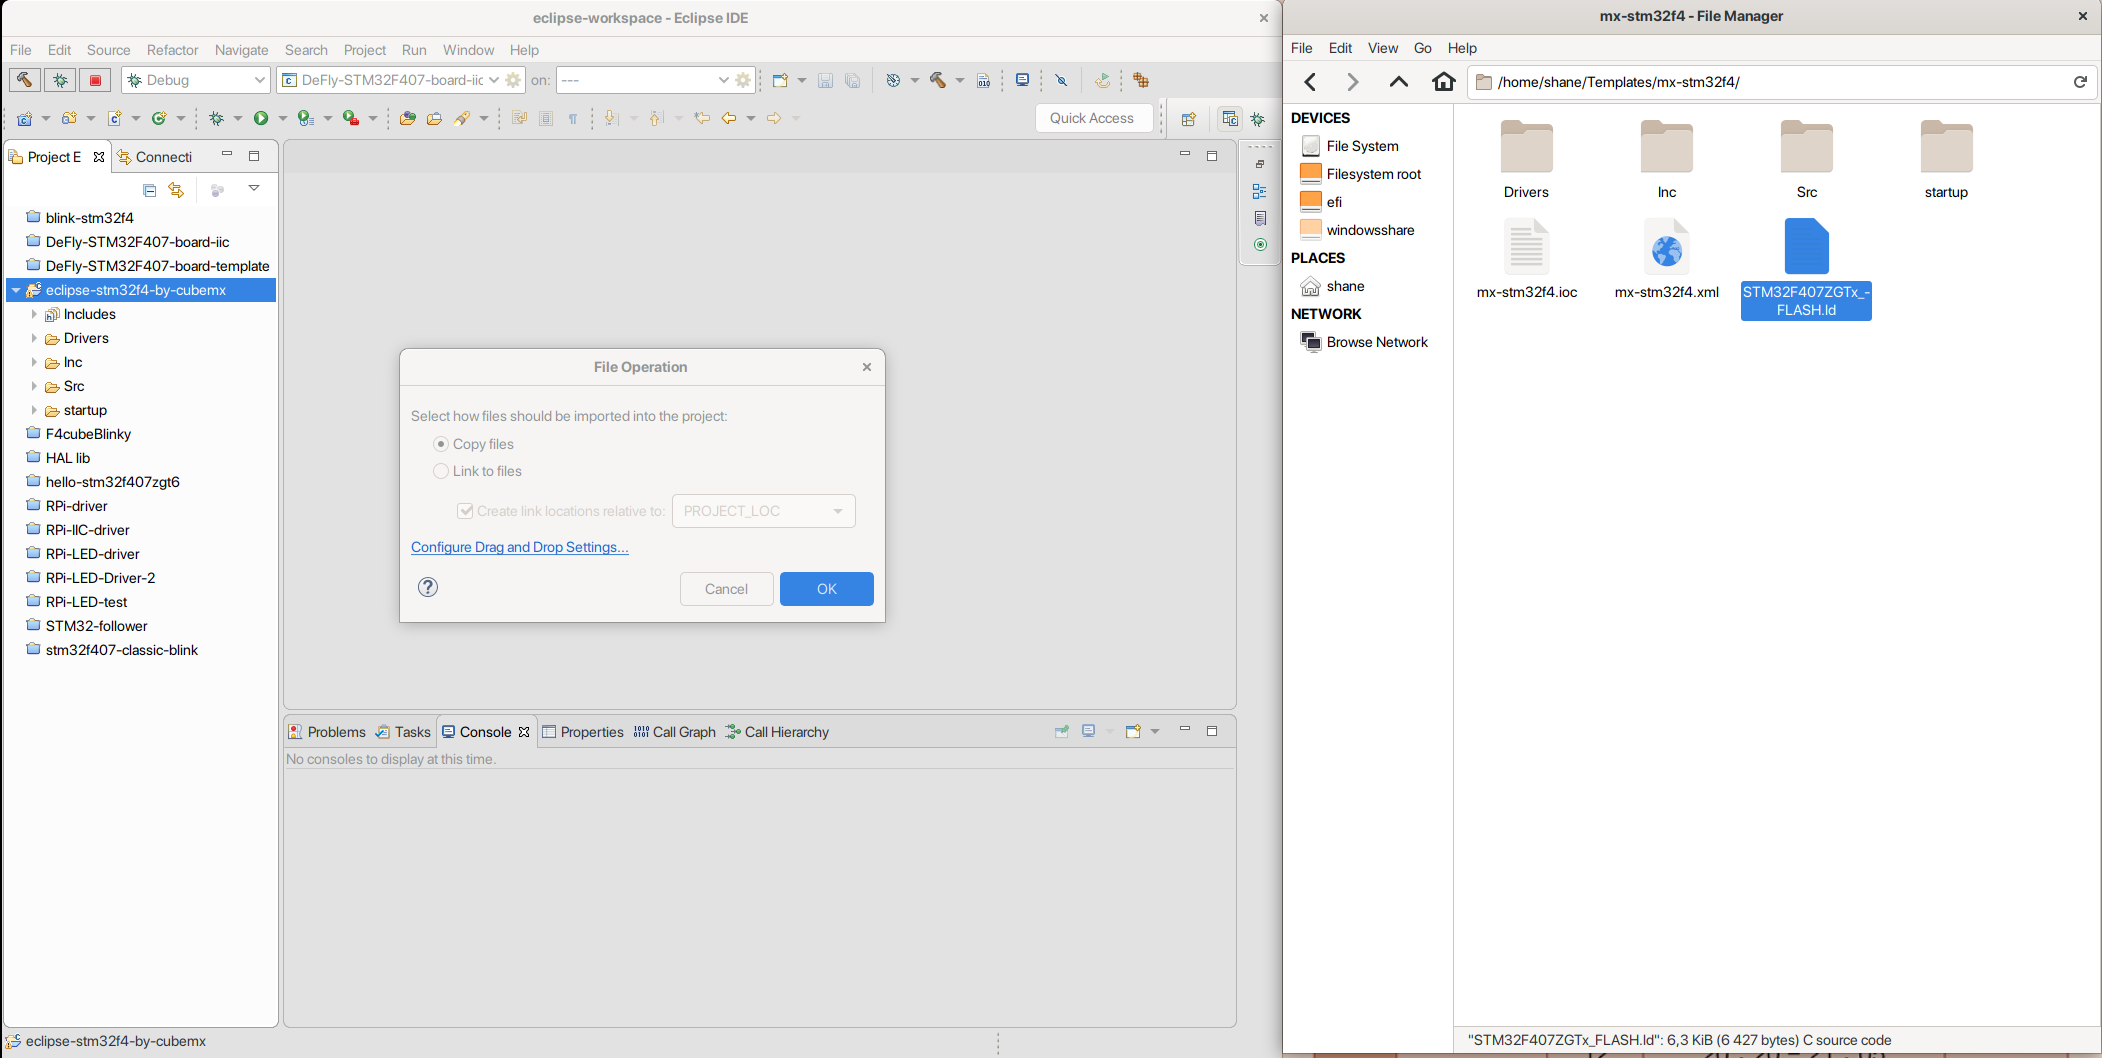 eclipse-workspace - Eclipse IDE
File Edit Source Refactor Navigate Search Project Run Window Help
Debug DeFly-STM32F407-board-iic on: ---
Quick Access
Project E Connecti
blink-stm32f4
DeFly-STM32F407-board-iic
DeFly-STM32F407-board-template
eclipse-stm32f4-by-cubemx
Includes
Drivers
Inc
Src
startup
F4cubeBlinky
HAL lib
hello-stm32f407zgt6
RPi-driver
RPi-IIC-driver
RPi-LED-driver
RPi-LED-Driver-2
RPi-LED-test
STM32-follower
stm32f407-classic-blink
File Operation
Select how files should be imported into the project:
Copy files
Link to files
Create link locations relative to: PROJECT_LOC
Configure Drag and Drop Settings...
Cancel OK
Problems Tasks Console Properties Call Graph Call Hierarchy
No consoles to display at this time.
eclipse-stm32f4-by-cubemx
mx-stm32f4 - File Manager
File Edit View Go Help
/home/shane/Templates/mx-stm32f4/
DEVICES
File System
Filesystem root
efi
windowsshare
PLACES
shane
NETWORK
Browse Network
Drivers Inc Src startup
mx-stm32f4.ioc mx-stm32f4.xml STM32F407ZGTx_-
FLASH.ld
"STM32F407ZGTx_FLASH.ld": 6,3 KiB (6 427 bytes) C source code